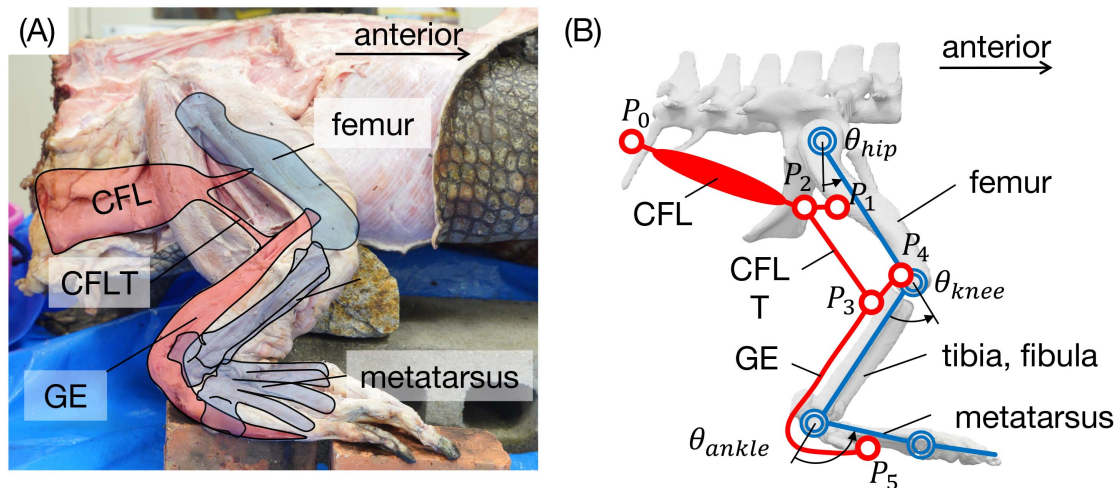 (A)
anterior
femur
CFL
CFLT
GE
metatarsus
(B)
anterior
P₀
θₕᵢₚ
P₂
P₁
femur
CFL
CFL
T
P₄
P₃
θₖₙₑₑ
GE
tibia, fibula
metatarsus
θₐₙₖₗₑ
P₅